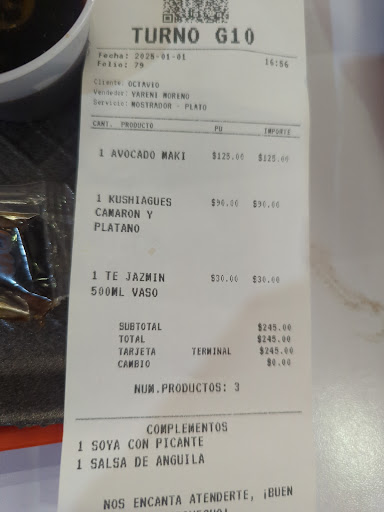 TURNO G10
Fecha: 2025-01-01 16:56
Folio: 79
Cliente: OCTAVIO
Vendedor: YARENI MORENO
Servicio: MOSTRADOR - PLATO
CANT. PRODUCTO PU IMPORTE
1 AVOCADO MAKI $125.00 $125.00
1 KUSHIAGUES $90.00 $90.00
CAMARON Y
PLATANO
1 TE JAZMIN $30.00 $30.00
500ML VASO
SUBTOTAL $245.00
TOTAL $245.00
TARJETA TERMINAL $245.00
CAMBIO $0.00
NUM.PRODUCTOS: 3
COMPLEMENTOS
1 SOYA CON PICANTE
1 SALSA DE ANGUILA
NOS ENCANTA ATENDERTE, ¡BUEN